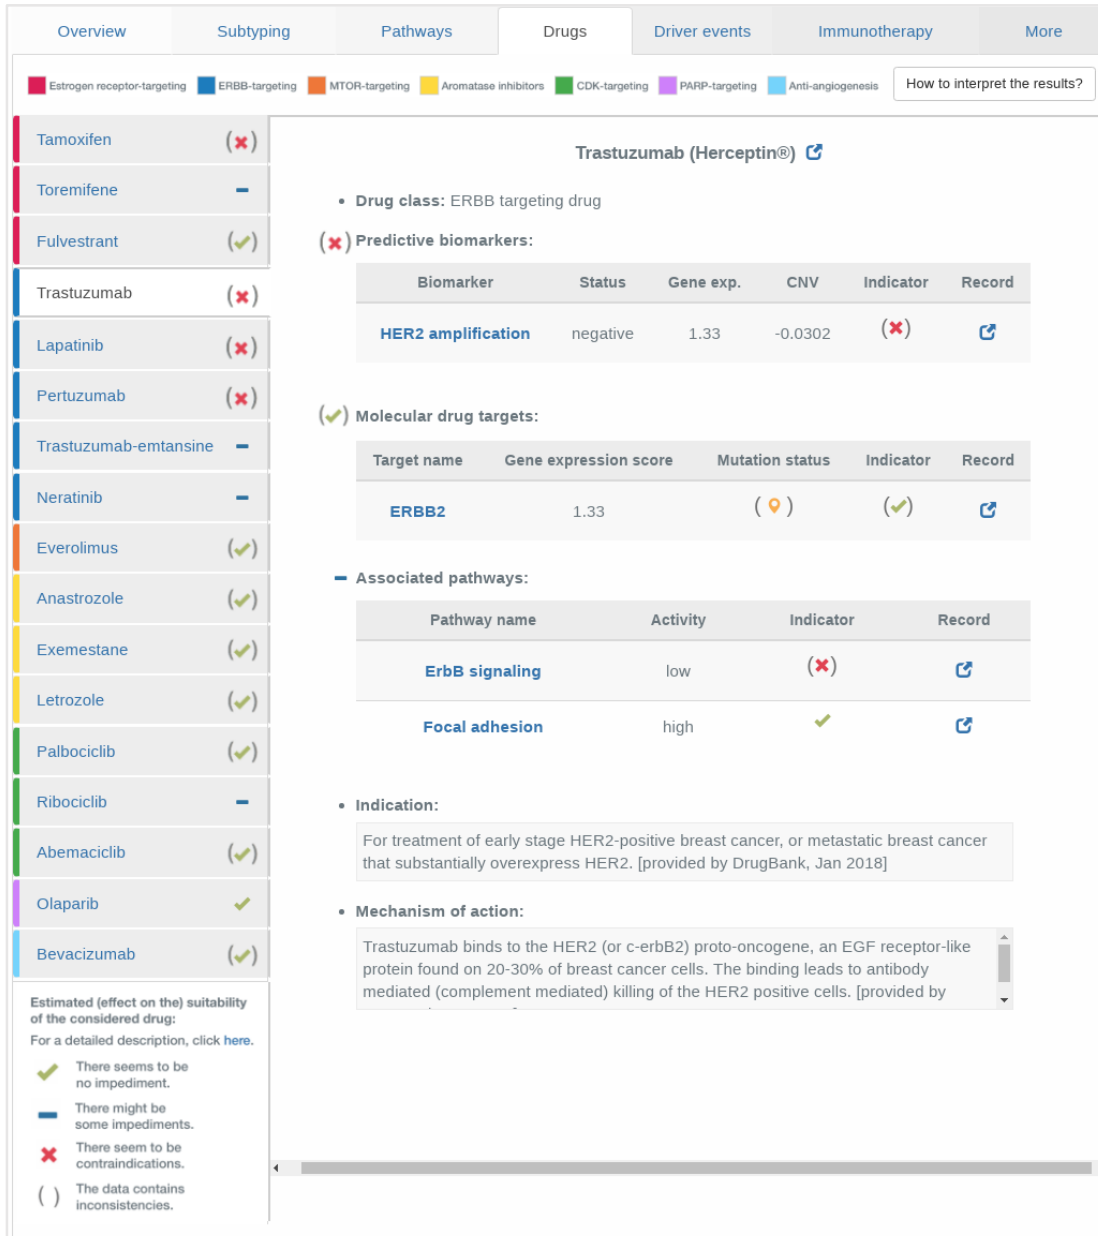 Overview Subtyping Pathways Drugs Driver events Immunotherapy More
Estrogen receptor-targeting ERBB-targeting MTOR-targeting Aromatase inhibitors CDK-targeting PARP-targeting Anti-angiogenesis How to interpret the results?
Tamoxifen
Toremifene
Fulvestrant
Trastuzumab
Lapatinib
Pertuzumab
Trastuzumab-emtansine
Neratinib
Everolimus
Anastrozole
Exemestane
Letrozole
Palbociclib
Ribociclib
Abemaciclib
Olaparib
Bevacizumab
Estimated (effect on the) suitability
of the considered drug:
For a detailed description, click here.
There seems to be
no impediment.
There might be
some impediments.
There seem to be
contraindications.
( ) The data contains
inconsistencies.
Trastuzumab (Herceptin®)
• Drug class: ERBB targeting drug
Predictive biomarkers:
Biomarker Status Gene exp. CNV Indicator Record
HER2 amplification negative 1.33 -0.0302
Molecular drug targets:
Target name Gene expression score Mutation status Indicator Record
ERBB2 1.33
Associated pathways:
Pathway name Activity Indicator Record
ErbB signaling low
Focal adhesion high
• Indication:
For treatment of early stage HER2-positive breast cancer, or metastatic breast cancer
that substantially overexpress HER2. [provided by DrugBank, Jan 2018]
• Mechanism of action:
Trastuzumab binds to the HER2 (or c-erbB2) proto-oncogene, an EGF receptor-like
protein found on 20-30% of breast cancer cells. The binding leads to antibody
mediated (complement mediated) killing of the HER2 positive cells. [provided by